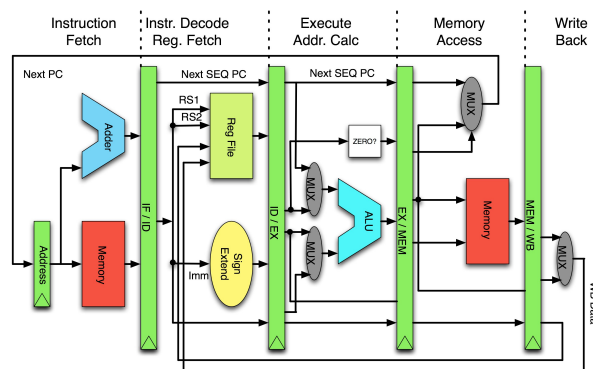 Instruction
Fetch
Instr. Decode
Reg. Fetch
Execute
Addr. Calc
Memory
Access
Write
Back
Next PC
Next SEQ PC
Next SEQ PC
RS1
RS2
Reg File
MUX
Adder
ZERO?
IF / ID
ID / EX
MUX
ALU
EX / MEM
Memory
MEM / WB
Address
Memory
Imm
Sign
Extend
MUX
MUX
WB Data